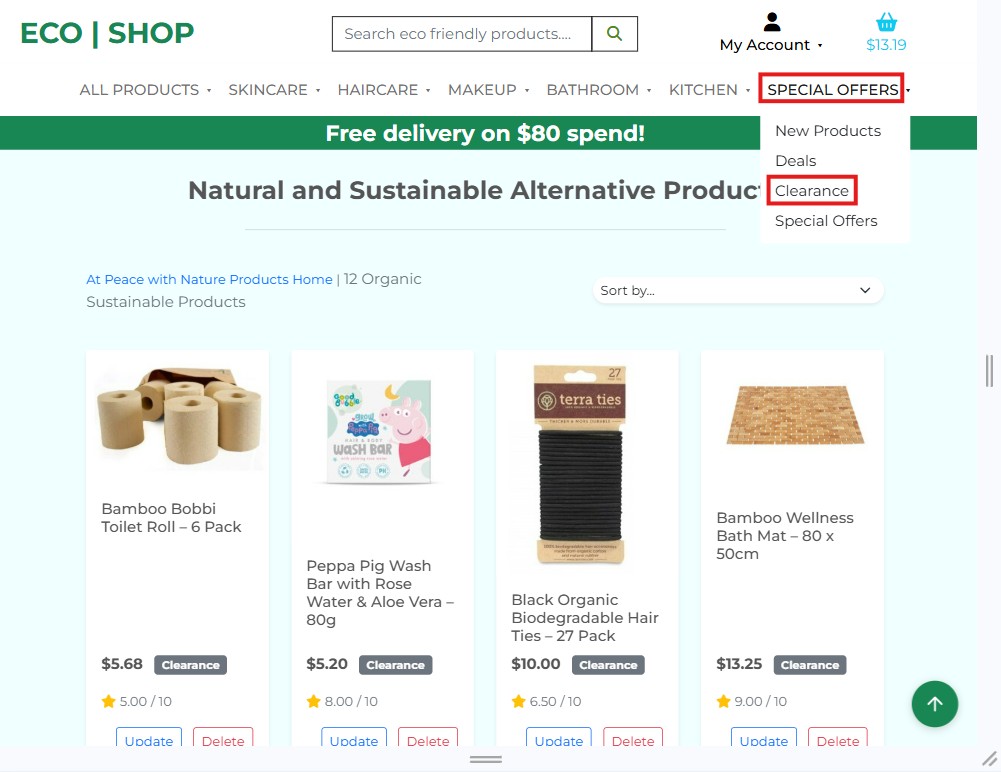 ECO | SHOP
Search eco friendly products....
My Account
$13.19
ALL PRODUCTS SKINCARE HAIRCARE MAKEUP BATHROOM KITCHEN SPECIAL OFFERS
New Products
Deals
Clearance
Special Offers
Free delivery on $80 spend!
Natural and Sustainable Alternative Product
At Peace with Nature Products Home | 12 Organic
Sustainable Products
Sort by...
good
bubble
grow
with
Peppa Pig
HAIR & BODY
WASH BAR
27
terra ties
Bamboo Bobbi
Toilet Roll – 6 Pack
Peppa Pig Wash
Bar with Rose
Water & Aloe Vera –
80g
Black Organic
Biodegradable Hair
Ties – 27 Pack
Bamboo Wellness
Bath Mat – 80 x
50cm
$5.68 Clearance
$5.20 Clearance
$10.00 Clearance
$13.25 Clearance
5.00 / 10
8.00 / 10
6.50 / 10
9.00 / 10
Update Delete
Update Delete
Update Delete
Update Delete